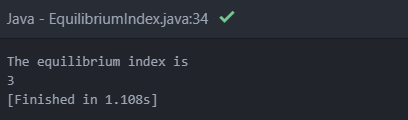 Java - EquilibriumIndex.java:34
The equilibrium index is
3
[Finished in 1.108s]